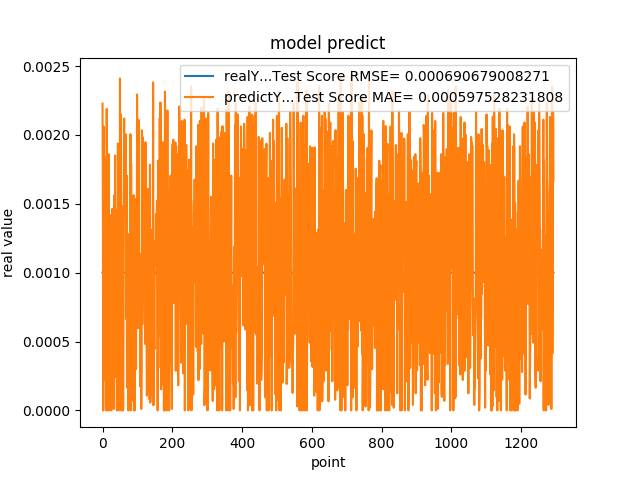 model predict
realY...Test Score RMSE= 0.000690679008271
predictY...Test Score MAE= 0.000597528231808
0.0025
0.0020
0.0015
0.0010
0.0005
0.0000
real value
0 200 400 600 800 1000 1200
point